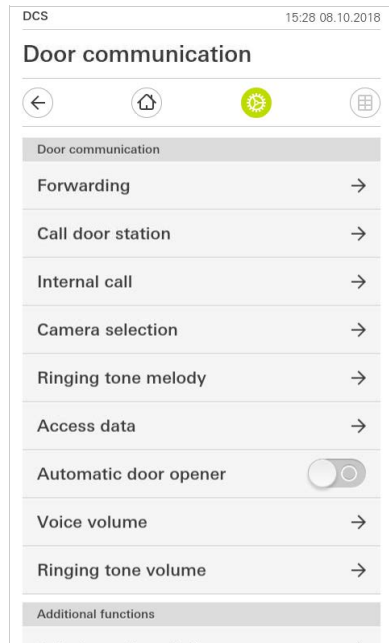 DCS 15:28 08.10.2018
Door communication
Door communication
Forwarding
Call door station
Internal call
Camera selection
Ringing tone melody
Access data
Automatic door opener
Voice volume
Ringing tone volume
Additional functions